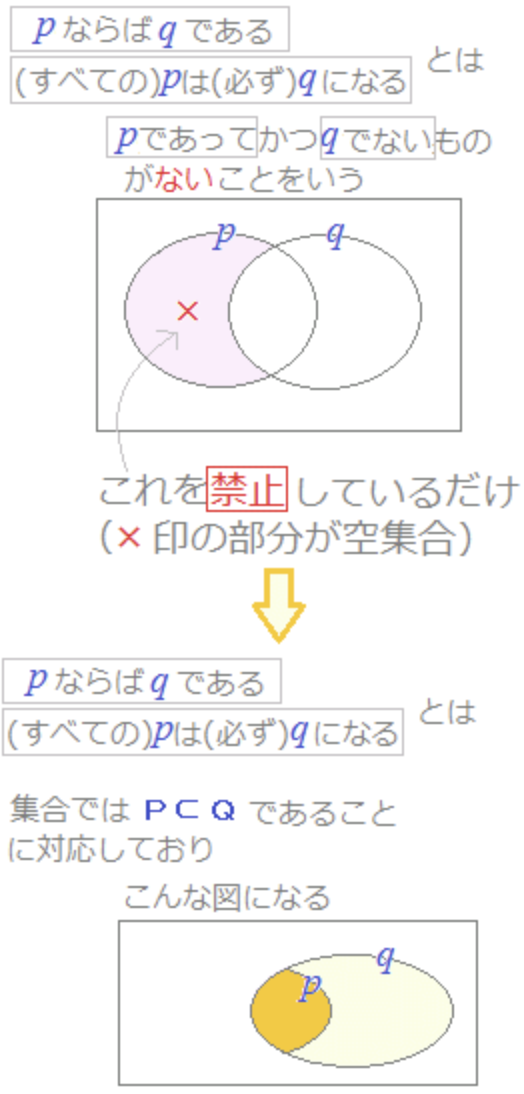 p ならば q である
(すべての)pは(必ず)qになる
とは
pであってかつqでないもの
がないことをいう
p
q
×
これを禁止しているだけ
(× 印の部分が空集合)
p ならば q である
(すべての)pは(必ず)qになる
とは
集合では P⊂Q であること
に対応しており
こんな図になる
q
p